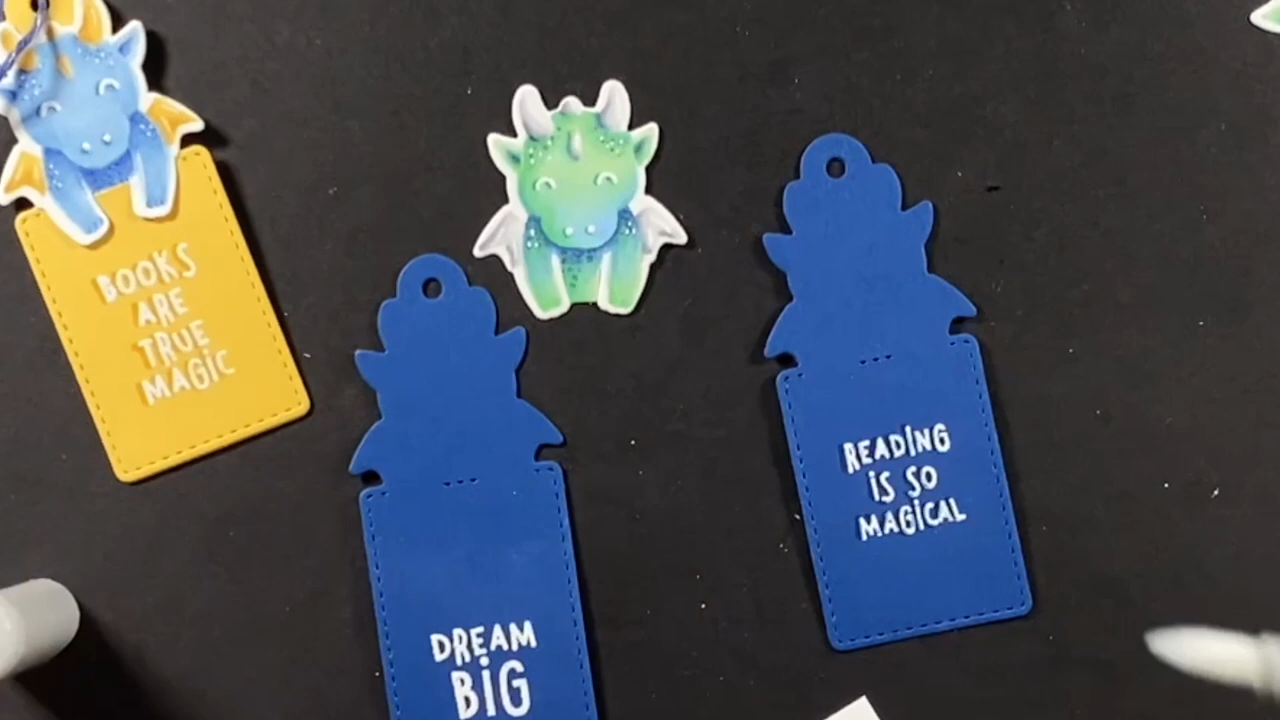 BOOKS
ARE
TRUE
MAGiC
DREAM
BiG
READiNG
iS SO
MAGiCAL